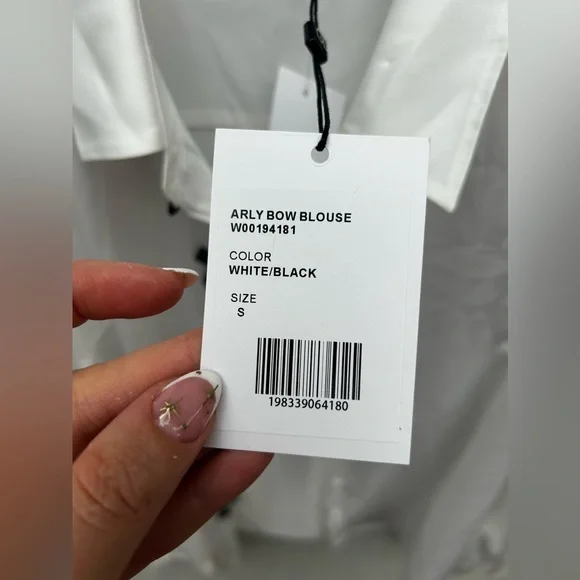 ARLY BOW BLOUSE
W00194181
COLOR
WHITE/BLACK
SIZE
S
198339064180